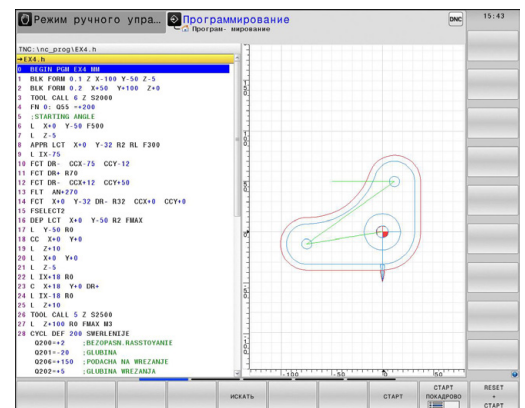 Режим ручного упра...
Программирование
Програм- мирование
DNC
15:43
TNC:\nc_prog\EX4.h
→EX4.h
0 BEGIN PGM EX4 MM
1 BLK FORM 0.1 Z X-100 Y-50 Z-5
2 BLK FORM 0.2 X+50 Y+100 Z+0
3 TOOL CALL 6 Z S2000
4 FN 0: Q55 =+200
5 ;STARTING ANGLE
6 L X+0 Y-50 F500
7 L Z-5
8 APPR LCT X+0 Y-32 R2 RL F300
9 L IX-75
10 FCT DR- CCX-75 CCY-12
11 FCT DR+ R70
12 FCT DR- CCX+12 CCY+50
13 FLT AN+270
14 FCT X+0 Y-32 DR- R32 CCX+0 CCY+0
15 FSELECT2
16 DEP LCT X+0 Y-50 R2 FMAX
17 L Y-50 R0
18 CC X+0 Y+0
19 L Z+10
20 L X+0 Y+0
21 L Z-5
22 L IX+18 R0
23 C X+18 Y+0 DR+
24 L IX-18 R0
25 L Z+10
26 TOOL CALL 5 Z S2500
27 L Z+100 R0 FMAX M3
28 CYCL DEF 200 SWERLENIJE
Q200=+2 ;BEZOPASN.RASSTOYANIE
Q201=-20 ;GLUBINA
Q206=+150 ;PODACHA NA WREZANJE
Q202=+5 ;GLUBINA WREZANJA
-100 -50 0 50
ИСКАТЬ
СТАРТ
СТАРТ
ПОКАДРОВО
RESET
+
СТАРТ